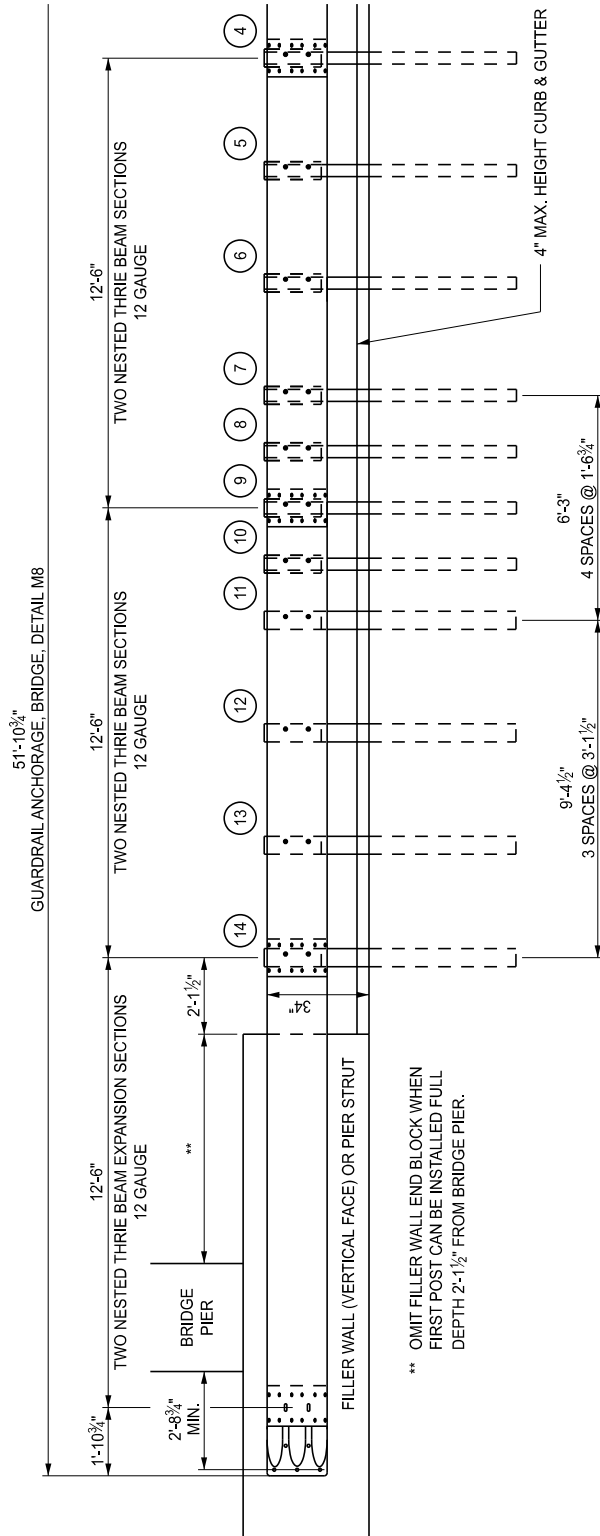 51'-10¾"
GUARDRAIL ANCHORAGE, BRIDGE, DETAIL M8
1'-10¾"
12'-6"
TWO NESTED THRIE BEAM EXPANSION SECTIONS
12 GAUGE
12'-6"
TWO NESTED THRIE BEAM SECTIONS
12 GAUGE
12'-6"
TWO NESTED THRIE BEAM SECTIONS
12 GAUGE
2'-8¾"
MIN.
BRIDGE
PIER
**
2'-1½"
14
13
12
11
10
9
8
7
6
5
4
34"
FILLER WALL (VERTICAL FACE) OR PIER STRUT
** OMIT FILLER WALL END BLOCK WHEN
FIRST POST CAN BE INSTALLED FULL
DEPTH 2'-1½" FROM BRIDGE PIER.
4" MAX. HEIGHT CURB & GUTTER
9'-4½"
3 SPACES @ 3'-1½"
6'-3"
4 SPACES @ 1'-6¾"